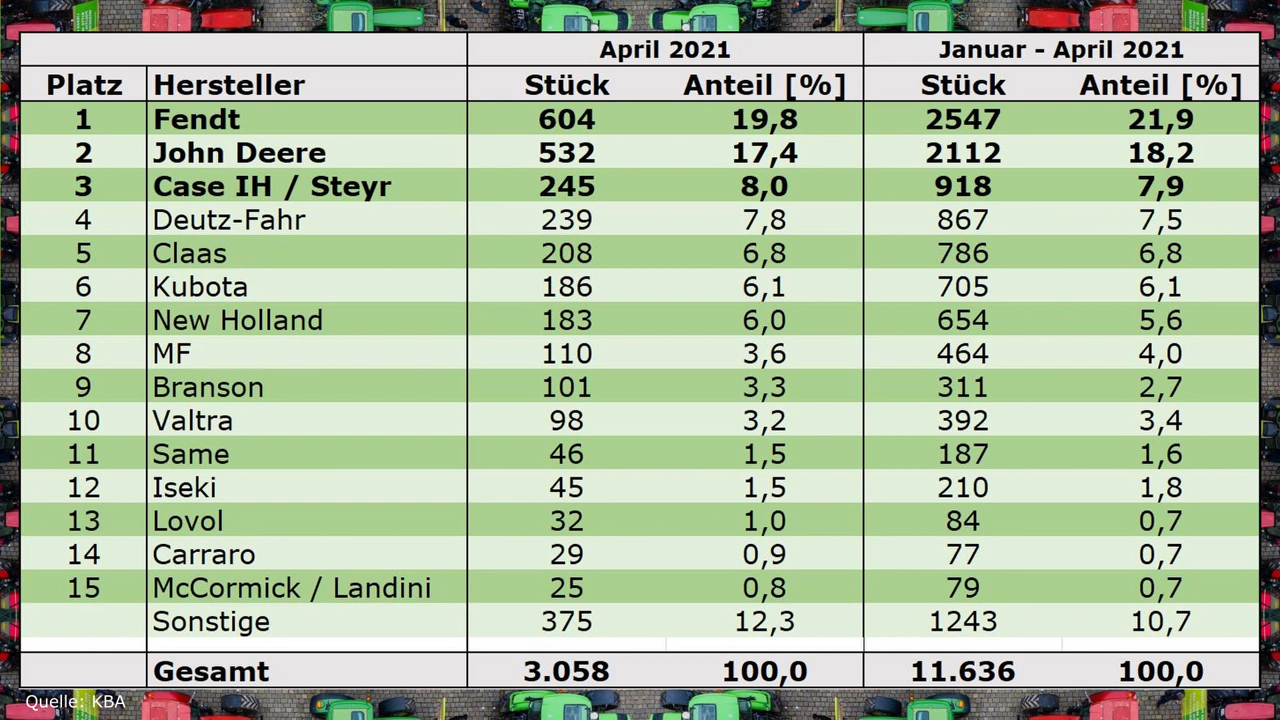 April 2021 Januar - April 2021
Platz Hersteller Stück Anteil [%] Stück Anteil [%]
1 Fendt 604 19,8 2547 21,9
2 John Deere 532 17,4 2112 18,2
3 Case IH / Steyr 245 8,0 918 7,9
4 Deutz-Fahr 239 7,8 867 7,5
5 Claas 208 6,8 786 6,8
6 Kubota 186 6,1 705 6,1
7 New Holland 183 6,0 654 5,6
8 MF 110 3,6 464 4,0
9 Branson 101 3,3 311 2,7
10 Valtra 98 3,2 392 3,4
11 Same 46 1,5 187 1,6
12 Iseki 45 1,5 210 1,8
13 Lovol 32 1,0 84 0,7
14 Carraro 29 0,9 77 0,7
15 McCormick / Landini 25 0,8 79 0,7
Sonstige 375 12,3 1243 10,7
Gesamt 3.058 100,0 11.636 100,0
Quelle: KBA